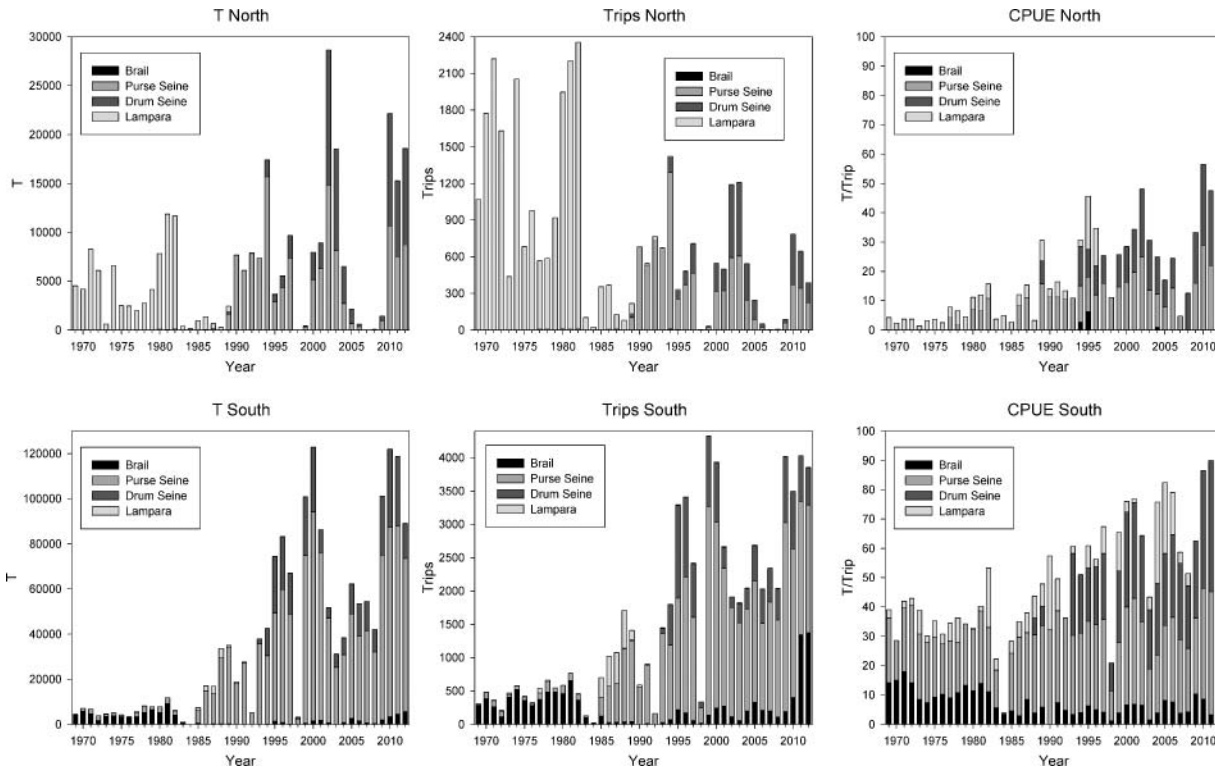 T North
30000
25000
20000
15000
10000
5000
0
T
Brail
Purse Seine
Drum Seine
Lampara
1970 1975 1980 1985 1990 1995 2000 2005 2010
Year
Trips North
2400
2100
1800
1500
1200
900
600
300
0
Trips
Brail
Purse Seine
Drum Seine
Lampara
1970 1975 1980 1985 1990 1995 2000 2005 2010
Year
CPUE North
100
90
80
70
60
50
40
30
20
10
0
T/Trip
Brail
Purse Seine
Drum Seine
Lampara
1970 1975 1980 1985 1990 1995 2000 2005 2010
Year
T South
120000
100000
80000
60000
40000
20000
0
T
Brail
Purse Seine
Drum Seine
Lampara
1970 1975 1980 1985 1990 1995 2000 2005 2010
Year
Trips South
4000
3500
3000
2500
2000
1500
1000
500
0
Trips
Brail
Purse Seine
Drum Seine
Lampara
1970 1975 1980 1985 1990 1995 2000 2005 2010
Year
CPUE South
100
90
80
70
60
50
40
30
20
10
0
T/Trip
Brail
Purse Seine
Drum Seine
Lampara
1970 1975 1980 1985 1990 1995 2000 2005 2010
Year